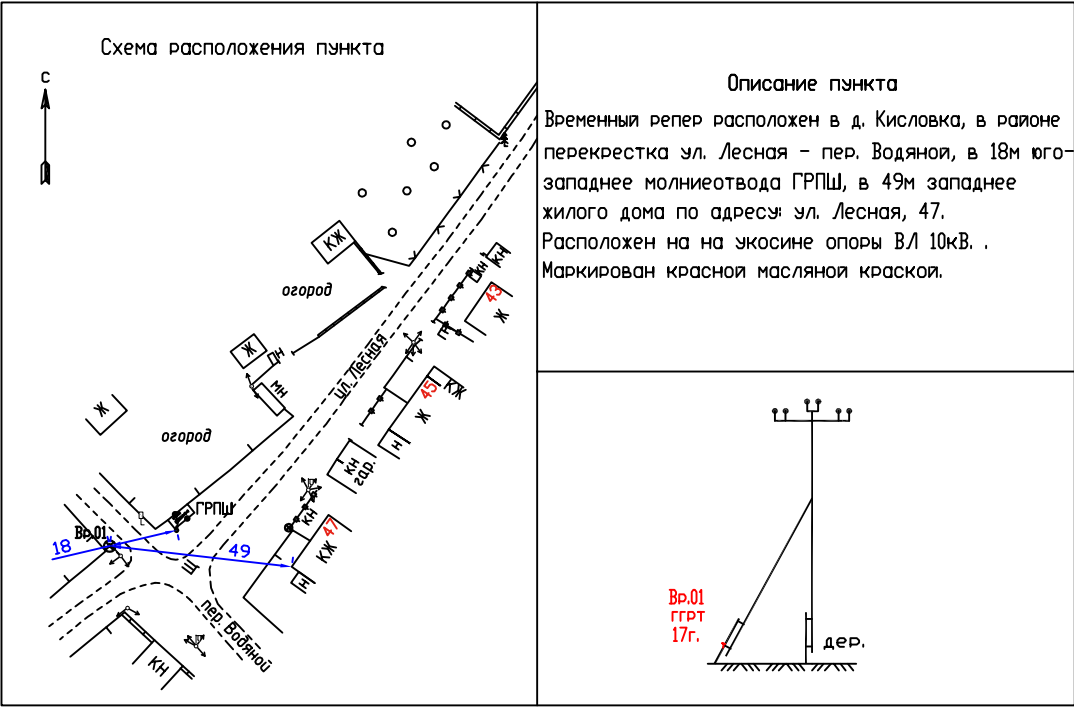 Схема расположения пункта
С
КЖ
огород
КН
КН
43
Ж
ПН
Ж
ДН
МН
ул. Лесная
45
КЖ
Ж
Н
Ж
огород
КН
гар.
ГРПШ
Вр.01
18
49
КН
47
КЖ
Н
Ш
пер. Водяной
КН
Описание пункта
Временный репер расположен в д. Кисловка, в районе
перекрестка ул. Лесная - пер. Водяной, в 18м юго-
западнее молниеотвода ГРПШ, в 49м западнее
жилого дома по адресу: ул. Лесная, 47.
Расположен на на укосине опоры ВЛ 10кВ. .
Маркирован красной масляной краской.
Вр.01
ГГРТ
17г.
дер.